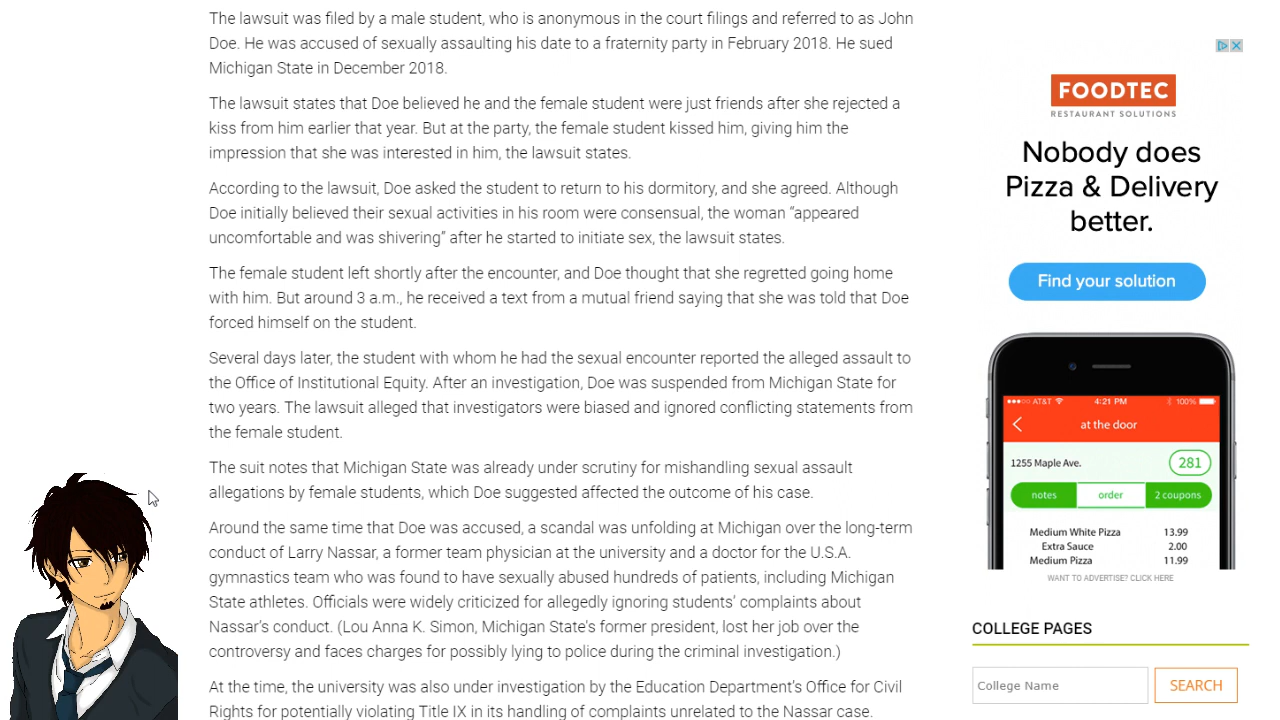 The lawsuit was filed by a male student, who is anonymous in the court filings and referred to as John
Doe. He was accused of sexually assaulting his date to a fraternity party in February 2018. He sued
Michigan State in December 2018.
The lawsuit states that Doe believed he and the female student were just friends after she rejected a
kiss from him earlier that year. But at the party, the female student kissed him, giving him the
impression that she was interested in him, the lawsuit states.
According to the lawsuit, Doe asked the student to return to his dormitory, and she agreed. Although
Doe initially believed their sexual activities in his room were consensual, the woman “appeared
uncomfortable and was shivering” after he started to initiate sex, the lawsuit states.
The female student left shortly after the encounter, and Doe thought that she regretted going home
with him. But around 3 a.m., he received a text from a mutual friend saying that she was told that Doe
forced himself on the student.
Several days later, the student with whom he had the sexual encounter reported the alleged assault to
the Office of Institutional Equity. After an investigation, Doe was suspended from Michigan State for
two years. The lawsuit alleged that investigators were biased and ignored conflicting statements from
the female student.
The suit notes that Michigan State was already under scrutiny for mishandling sexual assault
allegations by female students, which Doe suggested affected the outcome of his case.
Around the same time that Doe was accused, a scandal was unfolding at Michigan over the long-term
conduct of Larry Nassar, a former team physician at the university and a doctor for the U.S.A.
gymnastics team who was found to have sexually abused hundreds of patients, including Michigan
State athletes. Officials were widely criticized for allegedly ignoring students’ complaints about
Nassar’s conduct. (Lou Anna K. Simon, Michigan State's former president, lost her job over the
controversy and faces charges for possibly lying to police during the criminal investigation.)
At the time, the university was also under investigation by the Education Department’s Office for Civil
Rights for potentially violating Title IX in its handling of complaints unrelated to the Nassar case.
FOODTEC
RESTAURANT SOLUTIONS
Nobody does
Pizza & Delivery
better.
Find your solution
AT&T 4:21 PM 100%
at the door
1255 Maple Ave. 281
notes order 2 coupons
Medium White Pizza 13.99
Extra Sauce 2.00
Medium Pizza 11.99
WANT TO ADVERTISE? CLICK HERE
COLLEGE PAGES
College Name SEARCH